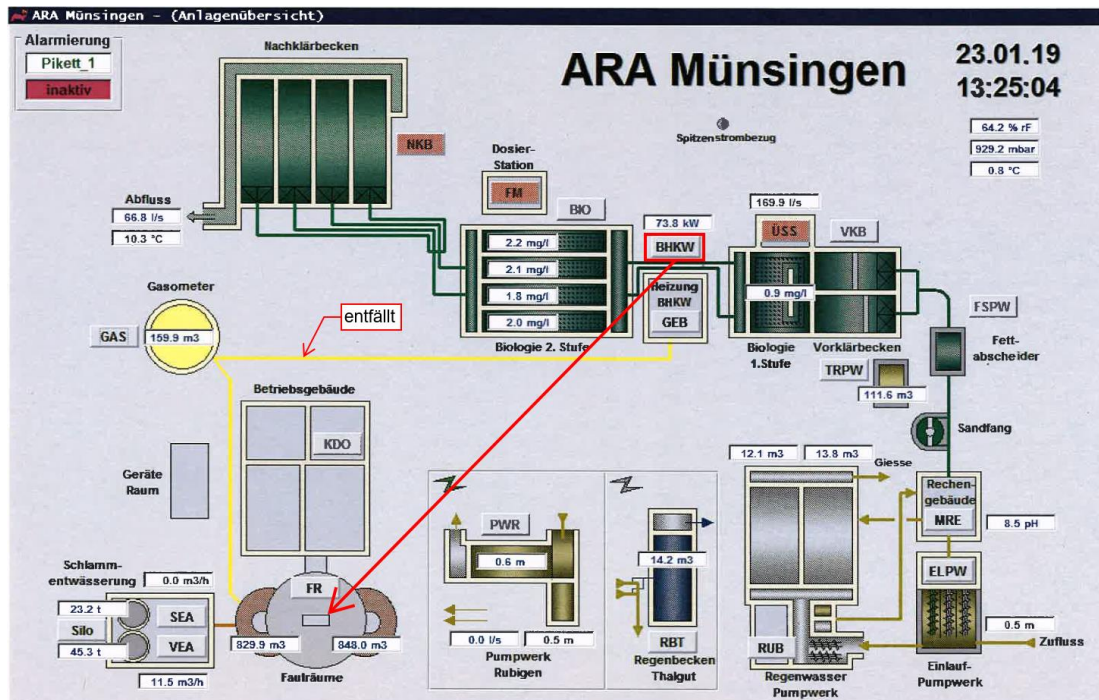 ARA Münsingen - (Anlagenübersicht)
Alarmierung
Pikett_1
inaktiv
Nachklärbecken
ARA Münsingen
23.01.19
13:25:04
Spitzenstrombezug
64.2 % rF
929.2 mbar
0.8 °C
NKB
Dosier-
Station
FM
Abfluss
66.8 l/s
10.3 °C
BIO
73.8 kW
BHKW
169.9 l/s
ÜSS
VKB
2.2 mg/l
2.1 mg/l
1.8 mg/l
2.0 mg/l
Heizung
BHKW
GEB
0.9 mg/l
FSPW
Gasometer
GAS
159.9 m3
entfällt
Biologie 2. Stufe
Biologie
1.Stufe
Vorklärbecken
Fett-
abscheider
TRPW
111.6 m3
Betriebsgebäude
KDO
Sandfang
Geräte
Raum
12.1 m3
13.8 m3
Giesse
Rechen-
gebäude
MRE
8.5 pH
PWR
0.6 m
14.2 m3
ELPW
Schlamm-
entwässerung
0.0 m3/h
FR
23.2 t
SEA
Silo
VEA
45.3 t
829.9 m3
848.0 m3
11.5 m3/h
Faulräume
0.0 l/s
0.5 m
Pumpwerk
Rubigen
RBT
Regenbecken
Thalgut
RUB
Regenwasser
Pumpwerk
0.5 m
Zufluss
Einlauf-
Pumpwerk